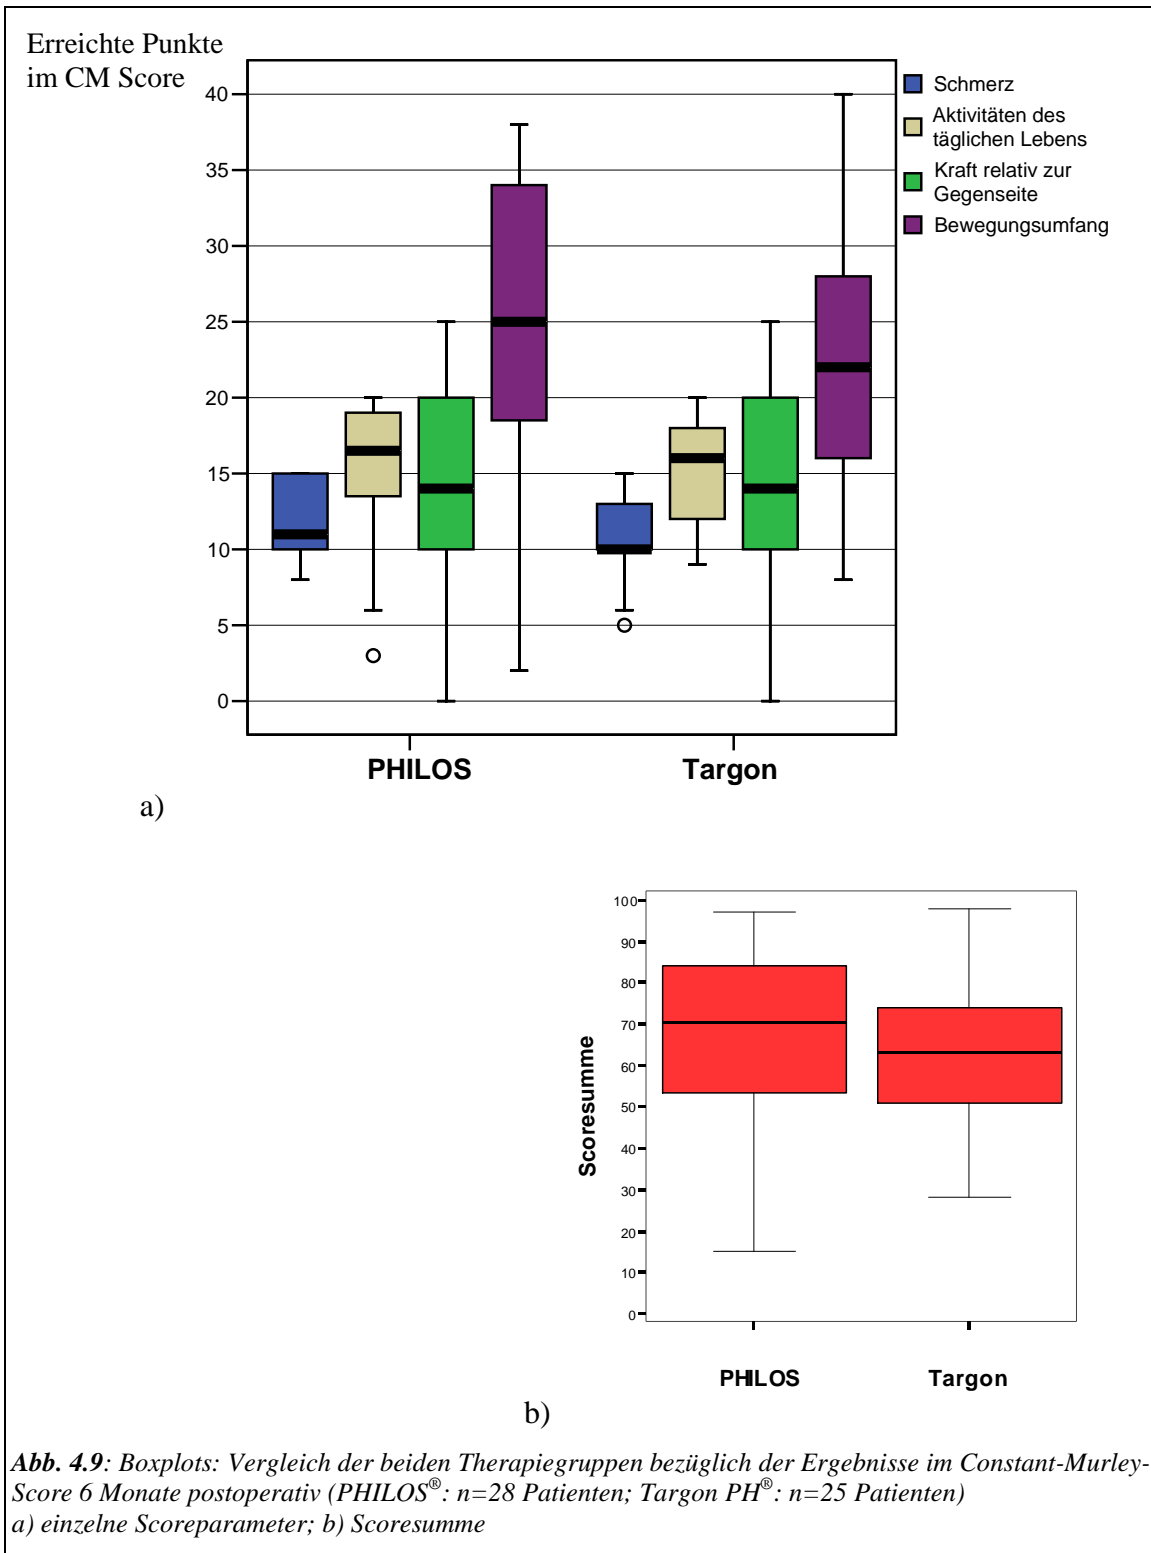 Erreichte Punkte
im CM Score
40
35
30
25
20
15
10
5
0
Schmerz
Aktivitäten des
täglichen Lebens
Kraft relativ zur
Gegenseite
Bewegungsumfang
PHILOS Targon
a)
100
90
80
70
60
50
40
30
20
10
0
Scoresumme
PHILOS Targon
b)
Abb. 4.9: Boxplots: Vergleich der beiden Therapiegruppen bezüglich der Ergebnisse im Constant-Murley-
Score 6 Monate postoperativ (PHILOS®: n=28 Patienten; Targon PH®: n=25 Patienten)
a) einzelne Scoreparameter; b) Scoresumme